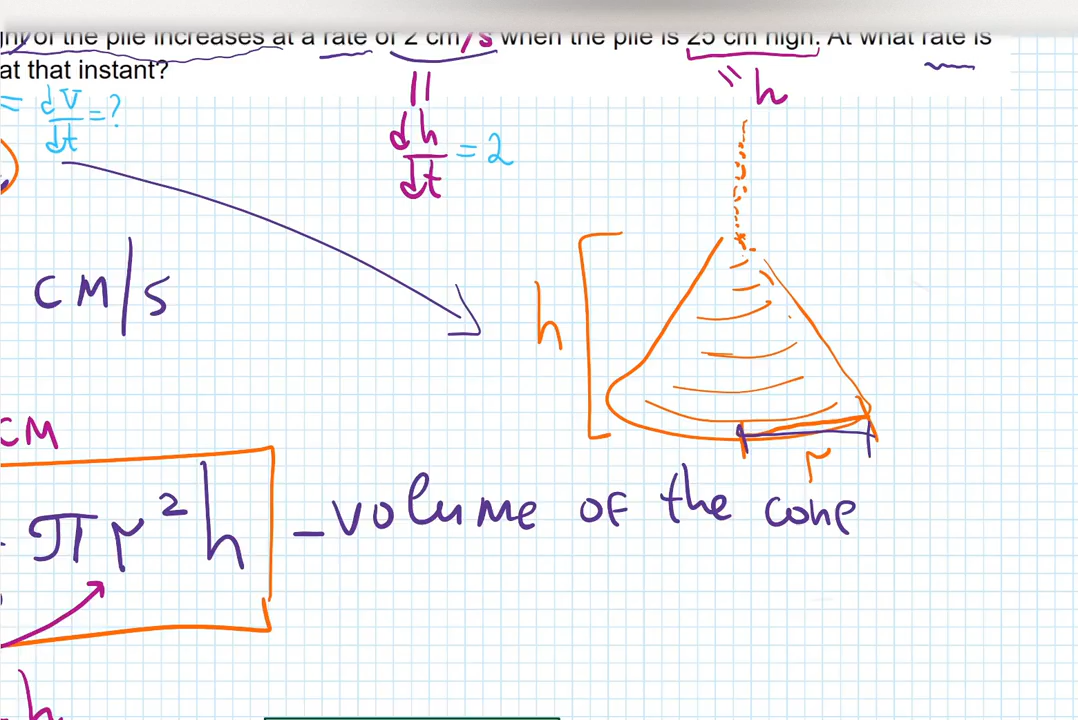 of the pile increases at a rate of 2 cm/s when the pile is 25 cm high. At what rate is
at that instant?
= dV/dt = ?
= h
dh/dt = 2
cm/s
h
cm
r
πr²h – volume of the cone
h